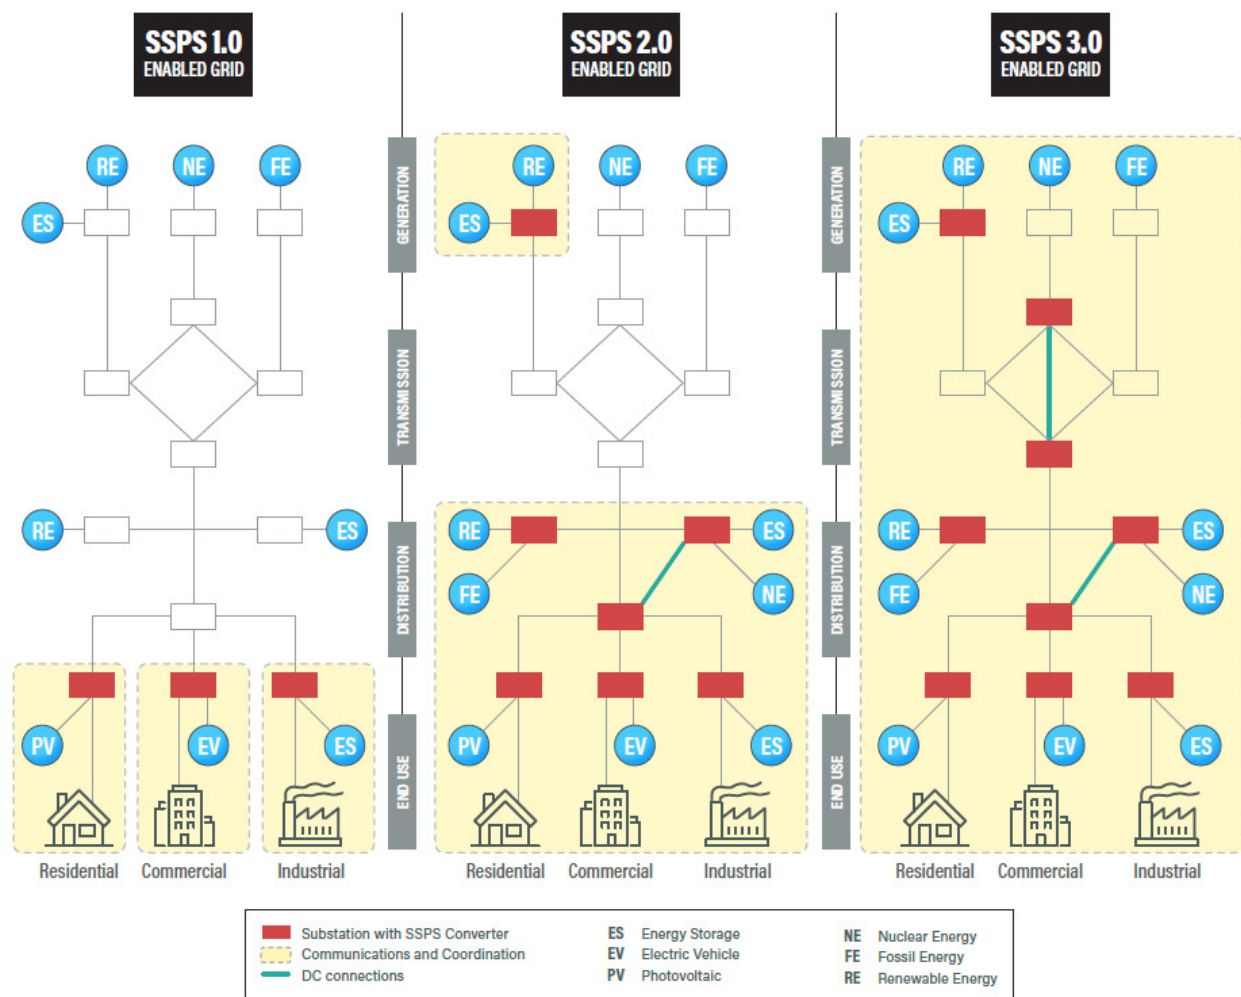 SSPS 1.0
ENABLED GRID
SSPS 2.0
ENABLED GRID
SSPS 3.0
ENABLED GRID
RE
NE
FE
ES
RE
ES
PV
EV
ES
Residential
Commercial
Industrial
GENERATION
TRANSMISSION
DISTRIBUTION
END USE
RE
NE
FE
ES
RE
ES
FE
NE
PV
EV
ES
Residential
Commercial
Industrial
GENERATION
TRANSMISSION
DISTRIBUTION
END USE
RE
NE
FE
ES
RE
ES
FE
NE
PV
EV
ES
Residential
Commercial
Industrial
Substation with SSPS Converter
Communications and Coordination
DC connections
ES Energy Storage
EV Electric Vehicle
PV Photovoltaic
NE Nuclear Energy
FE Fossil Energy
RE Renewable Energy